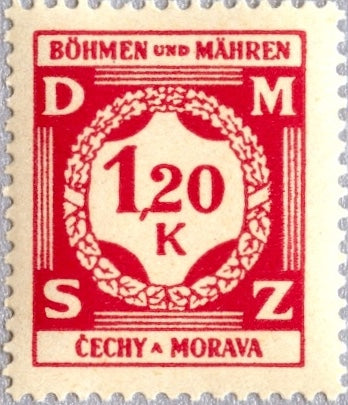 BÖHMEN UND MÄHREN
D M
1,20
K
S Z
ČECHY A MORAVA